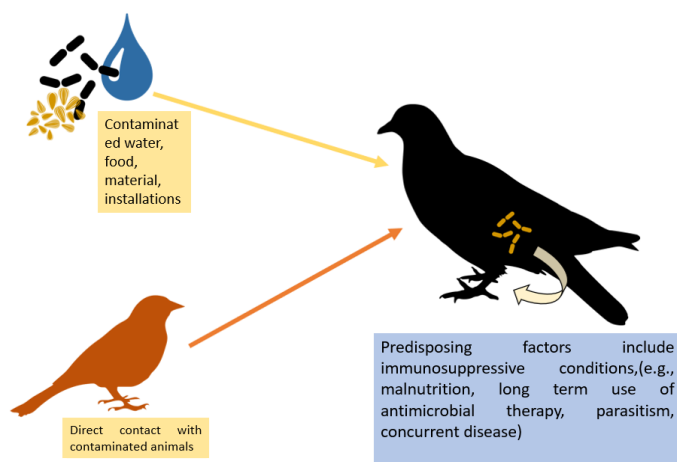 Contaminat
ed water,
food,
material,
installations
Predisposing factors include
immunosuppressive conditions,(e.g.,
malnutrition, long term use of
antimicrobial therapy, parasitism,
concurrent disease)
Direct contact with
contaminated animals